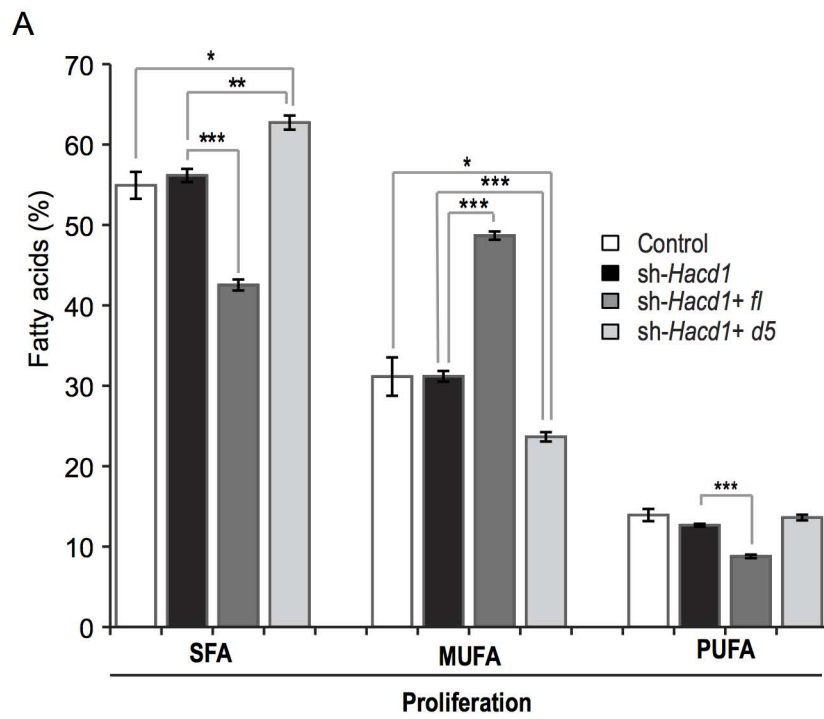 A
Fatty acids (%)
70
60
50
40
30
20
10
0
*
**
***
*
***
***
***
Control
sh-Hacd1
sh-Hacd1+ fl
sh-Hacd1+ d5
SFA MUFA PUFA
Proliferation